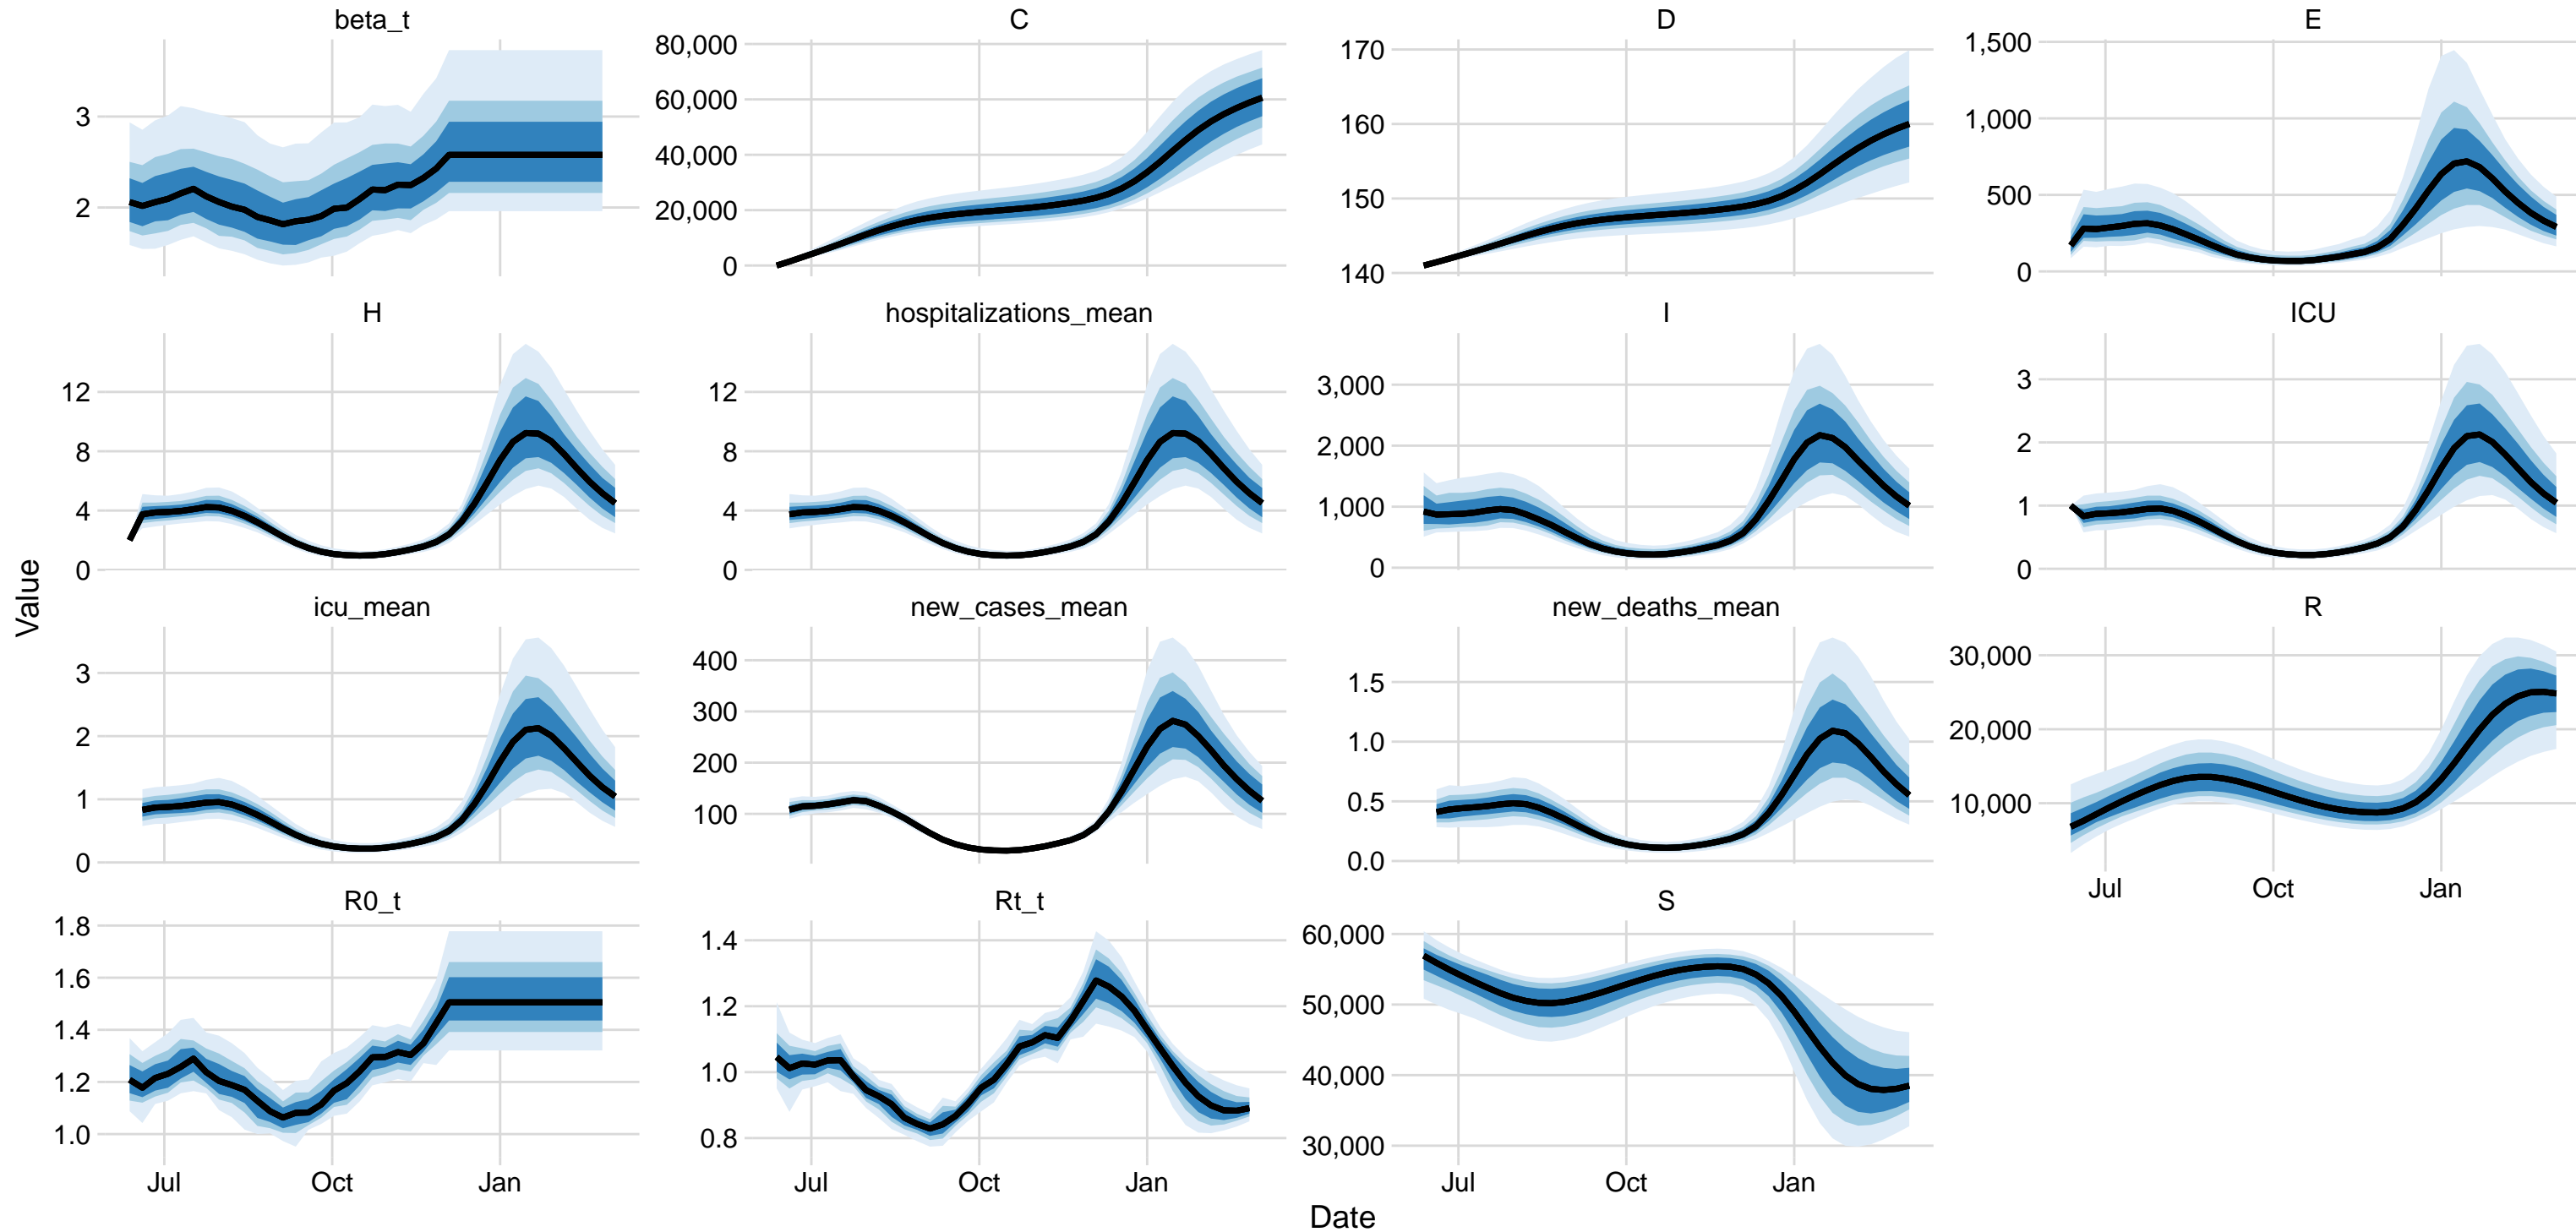 beta_t
3
2
C
80,000
60,000
40,000
20,000
0
D
170
160
150
140
E
1,500
1,000
500
0
H
12
8
4
0
hospitalizations_mean
12
8
4
0
I
3,000
2,000
1,000
0
ICU
3
2
1
0
icu_mean
3
2
1
0
new_cases_mean
400
300
200
100
new_deaths_mean
1.5
1.0
0.5
0.0
R
30,000
20,000
10,000
Jul Oct Jan
R0_t
1.8
1.6
1.4
1.2
1.0
Jul Oct Jan
Rt_t
1.4
1.2
1.0
0.8
Jul Oct Jan
S
60,000
50,000
40,000
30,000
Jul Oct Jan
Value
Date